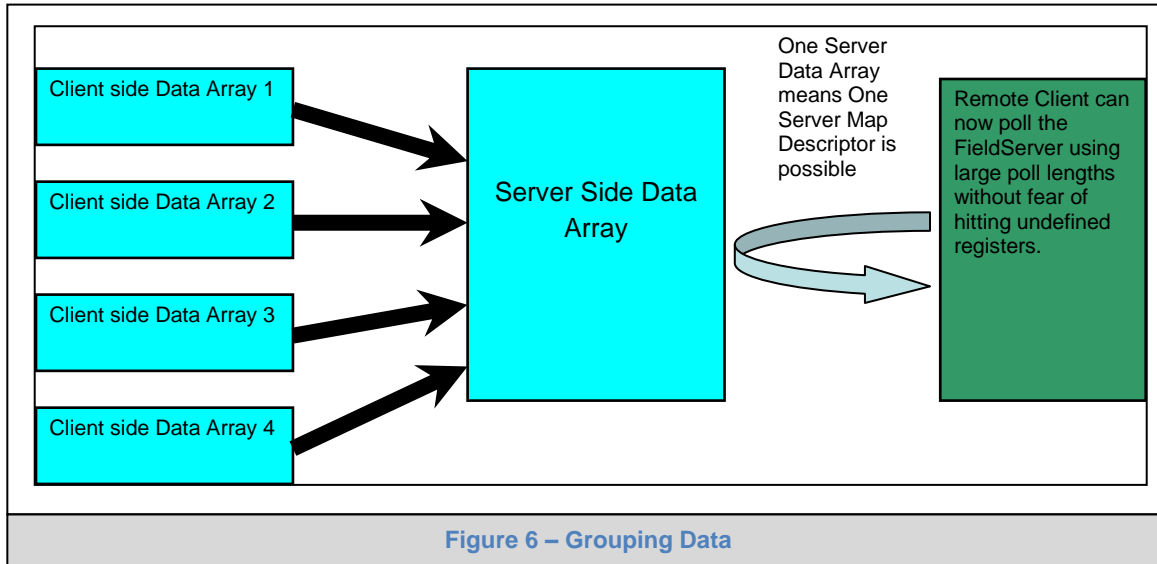 Client side Data Array 1
Client side Data Array 2
Client side Data Array 3
Client side Data Array 4
Server Side Data
Array
One Server
Data Array
means One
Server Map
Descriptor is
possible
Remote Client can
now poll the
FieldServer using
large poll lengths
without fear of
hitting undefined
registers.
Figure 6 – Grouping Data